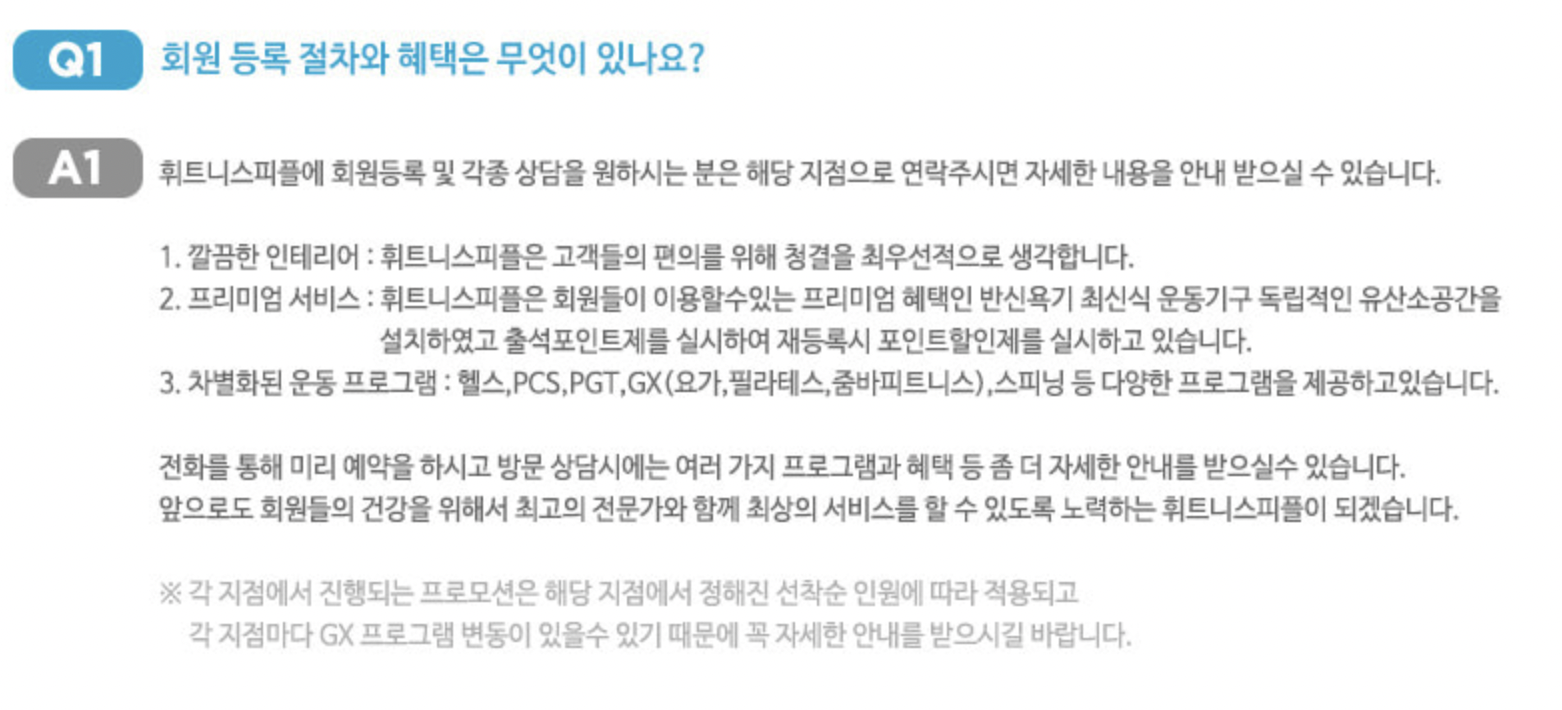 Q1 회원 등록 절차와 혜택은 무엇이 있나요?
A1 휘트니스피플에 회원등록 및 각종 상담을 원하시는 분은 해당 지점으로 연락주시면 자세한 내용을 안내 받으실 수 있습니다.
1. 깔끔한 인테리어 : 휘트니스피플은 고객들의 편의를 위해 청결을 최우선적으로 생각합니다.
2. 프리미엄 서비스 : 휘트니스피플은 회원들이 이용할수있는 프리미엄 혜택인 반신욕기 최신식 운동기구 독립적인 유산소공간을
설치하였고 출석포인트제를 실시하여 재등록시 포인트할인제를 실시하고 있습니다.
3. 차별화된 운동 프로그램 : 헬스,PCS,PGT,GX(요가,필라테스,줌바피트니스),스피닝 등 다양한 프로그램을 제공하고있습니다.
전화를 통해 미리 예약을 하시고 방문 상담시에는 여러 가지 프로그램과 혜택 등 좀 더 자세한 안내를 받으실수 있습니다.
앞으로도 회원들의 건강을 위해서 최고의 전문가와 함께 최상의 서비스를 할 수 있도록 노력하는 휘트니스피플이 되겠습니다.
※ 각 지점에서 진행되는 프로모션은 해당 지점에서 정해진 선착순 인원에 따라 적용되고
각 지점마다 GX 프로그램 변동이 있을수 있기 때문에 꼭 자세한 안내를 받으시길 바랍니다.